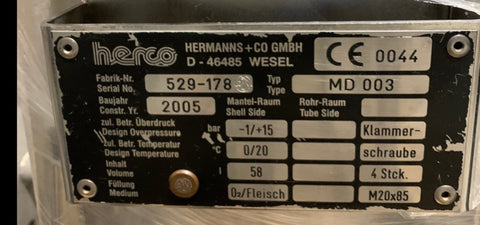 herco HERMANNS+CO GMBH
D - 46485 WESEL
CE 0044
Fabrik-Nr. 529-178 Typ MD 003
Serial No. Type
Baujahr 2005 Mantel-Raum Rohr-Raum
Constr. Yr. Shell Side Tube Side
zul. Betr. Überdruck bar -1/+15 Klammer-
Design Overpressure
zul. Betr. Temperatur °C 0/20 schraube
Design Temperature
Inhalt l 58 4 Stck.
Volume
Füllung O₂/Fleisch M20x85
Medium